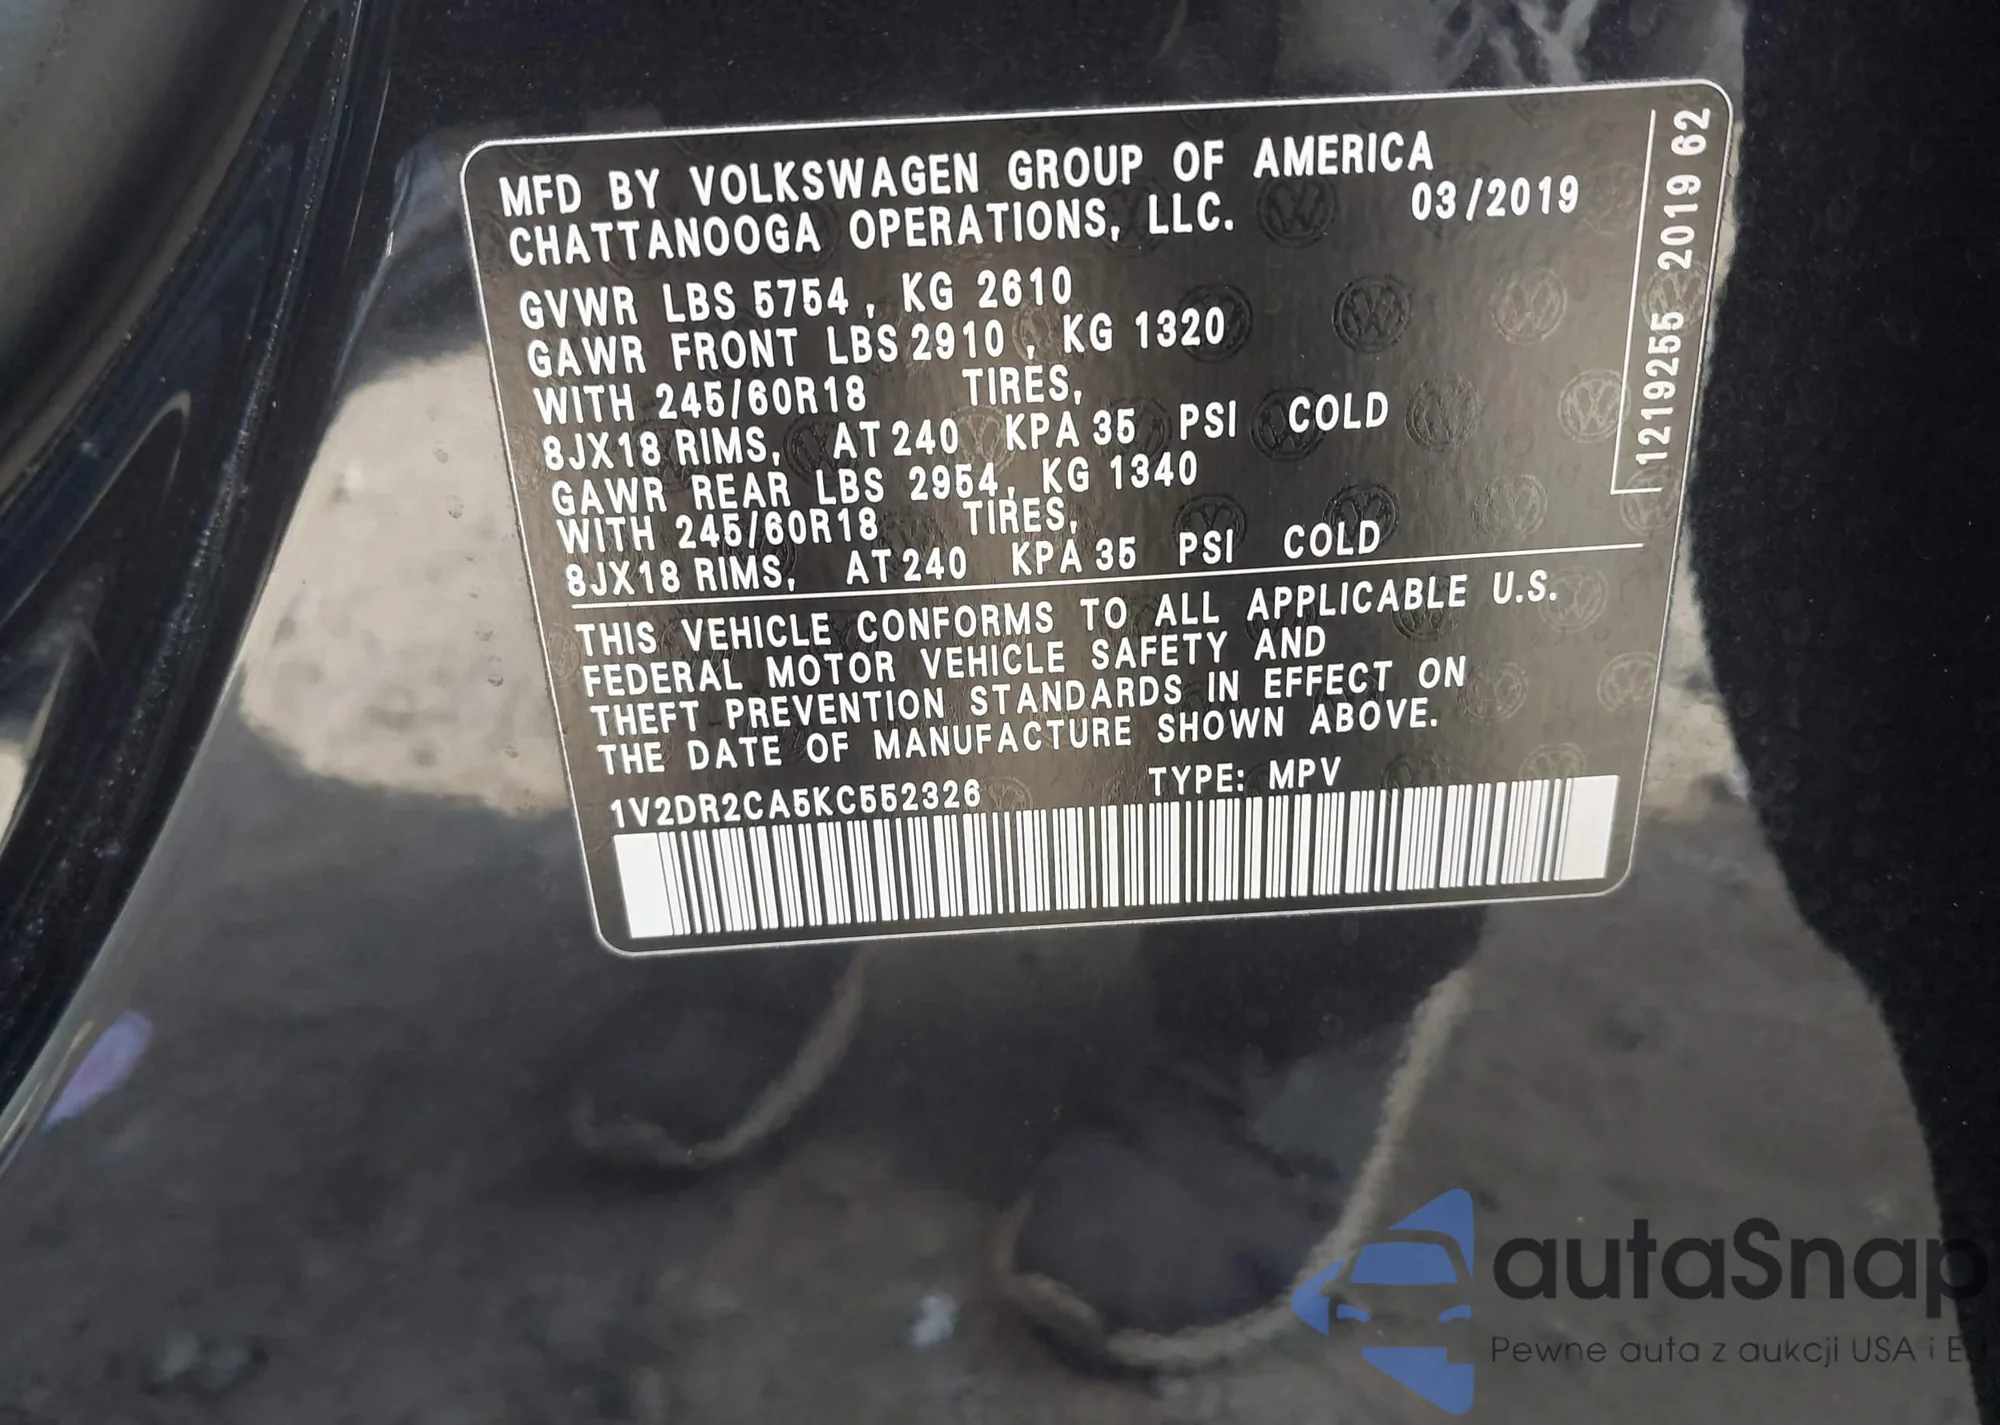 MFD BY VOLKSWAGEN GROUP OF AMERICA
CHATTANOOGA OPERATIONS, LLC. 03/2019
GVWR LBS 5754 , KG 2610
GAWR FRONT LBS 2910 , KG 1320
WITH 245/60R18 TIRES,
8JX18 RIMS, AT 240 KPA 35 PSI COLD
GAWR REAR LBS 2954, KG 1340
WITH 245/60R18 TIRES,
8JX18 RIMS, AT 240 KPA 35 PSI COLD
THIS VEHICLE CONFORMS TO ALL APPLICABLE U.S.
FEDERAL MOTOR VEHICLE SAFETY AND
THEFT PREVENTION STANDARDS IN EFFECT ON
THE DATE OF MANUFACTURE SHOWN ABOVE.
1V2DR2CA5KC552326 TYPE: MPV
1219255 2019 62
autaSnap
Pewne auta z aukcji USA i